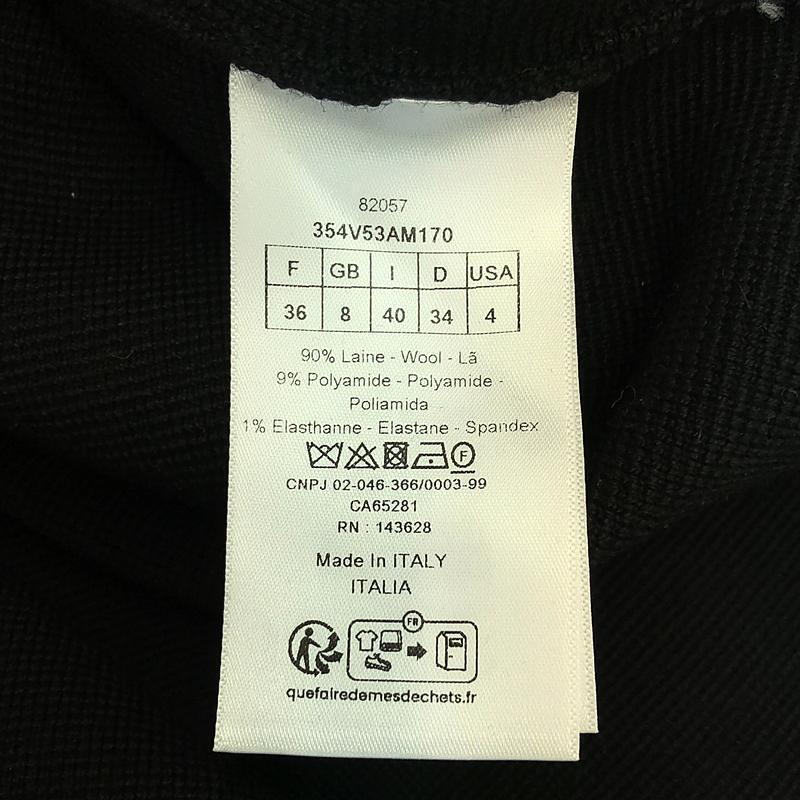 82057
354V53AM170
F GB I D USA
36 8 40 34 4
90% Laine - Wool - Lã
9% Polyamide - Polyamide -
Poliamida
1% Elasthanne - Elastane - Spandex
F
CNPJ 02-046-366/0003-99
CA65281
RN : 143628
Made In ITALY
ITALIA
FR
quefairedemesdechets.fr